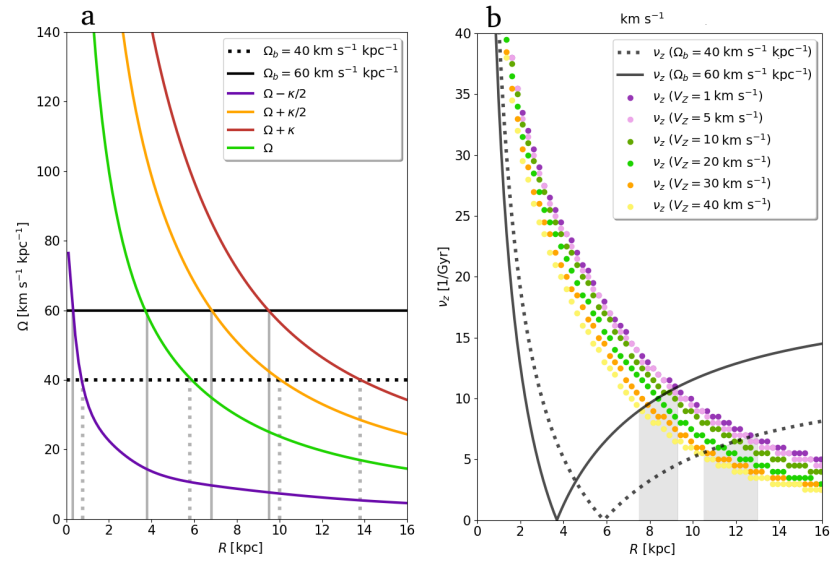 a
Ω_b = 40 km s⁻¹ kpc⁻¹
Ω_b = 60 km s⁻¹ kpc⁻¹
Ω − κ/2
Ω + κ/2
Ω + κ
Ω
Ω [km s⁻¹ kpc⁻¹]
140
120
100
80
60
40
20
0
0 2 4 6 8 10 12 14 16
R [kpc]
km s⁻¹
b
ν_z (Ω_b = 40 km s⁻¹ kpc⁻¹)
ν_z (Ω_b = 60 km s⁻¹ kpc⁻¹)
ν_z (V_Z = 1 km s⁻¹)
ν_z (V_Z = 5 km s⁻¹)
ν_z (V_Z = 10 km s⁻¹)
ν_z (V_Z = 20 km s⁻¹)
ν_z (V_Z = 30 km s⁻¹)
ν_z (V_Z = 40 km s⁻¹)
ν_z [1/Gyr]
40
35
30
25
20
15
10
5
0
0 2 4 6 8 10 12 14 16
R [kpc]